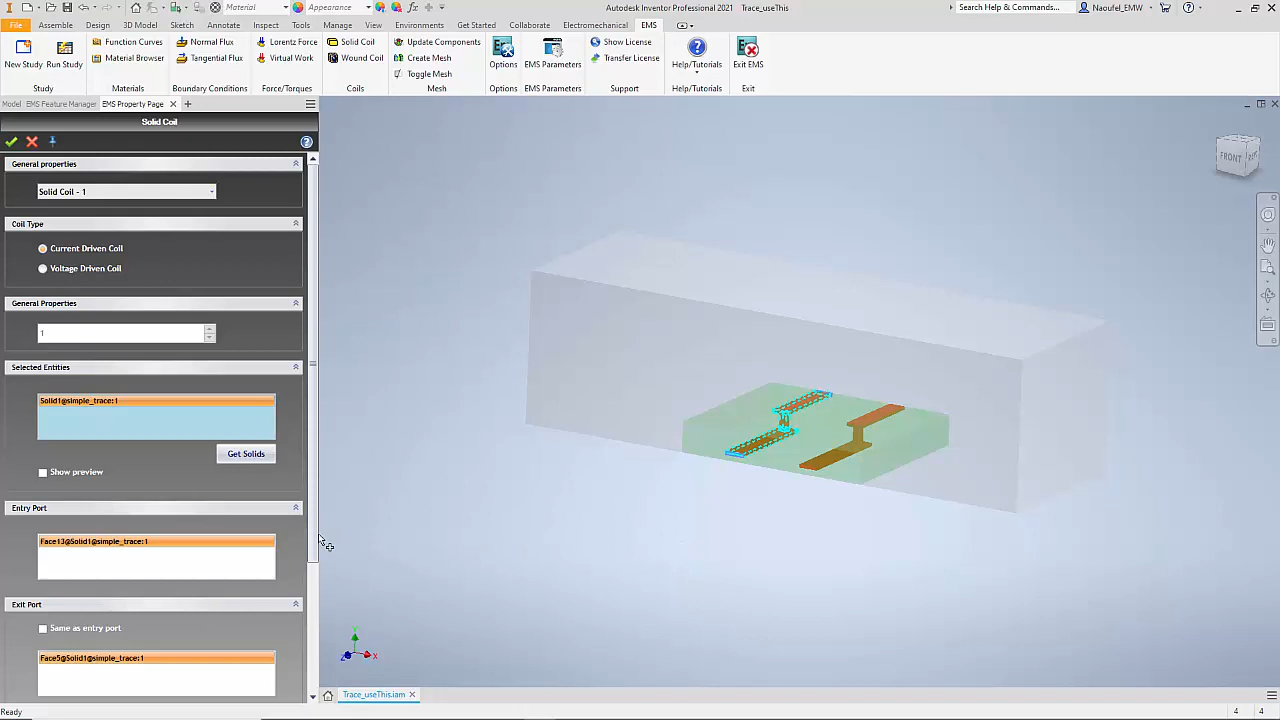 Material
Appearance
Autodesk Inventor Professional 2021 Trace_useThis
Search Help & Commands...
Naoufel_EMW
File Assemble Design 3D Model Sketch Annotate Inspect Tools Manage View Environments Get Started Collaborate Electromechanical EMS
New Study
Run Study
Function Curves
Material Browser
Normal Flux
Tangential Flux
Lorentz Force
Virtual Work
Solid Coil
Wound Coil
Update Components
Create Mesh
Toggle Mesh
Options
EMS Parameters
Show License
Transfer License
Help/Tutorials
Exit EMS
Study Materials Boundary Conditions Force/Torques Coils Mesh Options EMS Parameters Support Help/Tutorials Exit
Model EMS Feature Manager EMS Property Page
Solid Coil
General properties
Solid Coil - 1
Coil Type
Current Driven Coil
Voltage Driven Coil
General Properties
1
Selected Entities
Solid1@simple_trace:1
Get Solids
Show preview
Entry Port
Face13@Solid1@simple_trace:1
Exit Port
Same as entry port
Face5@Solid1@simple_trace:1
FRONT
Y
Z
X
Trace_useThis.iam
Ready
4 4